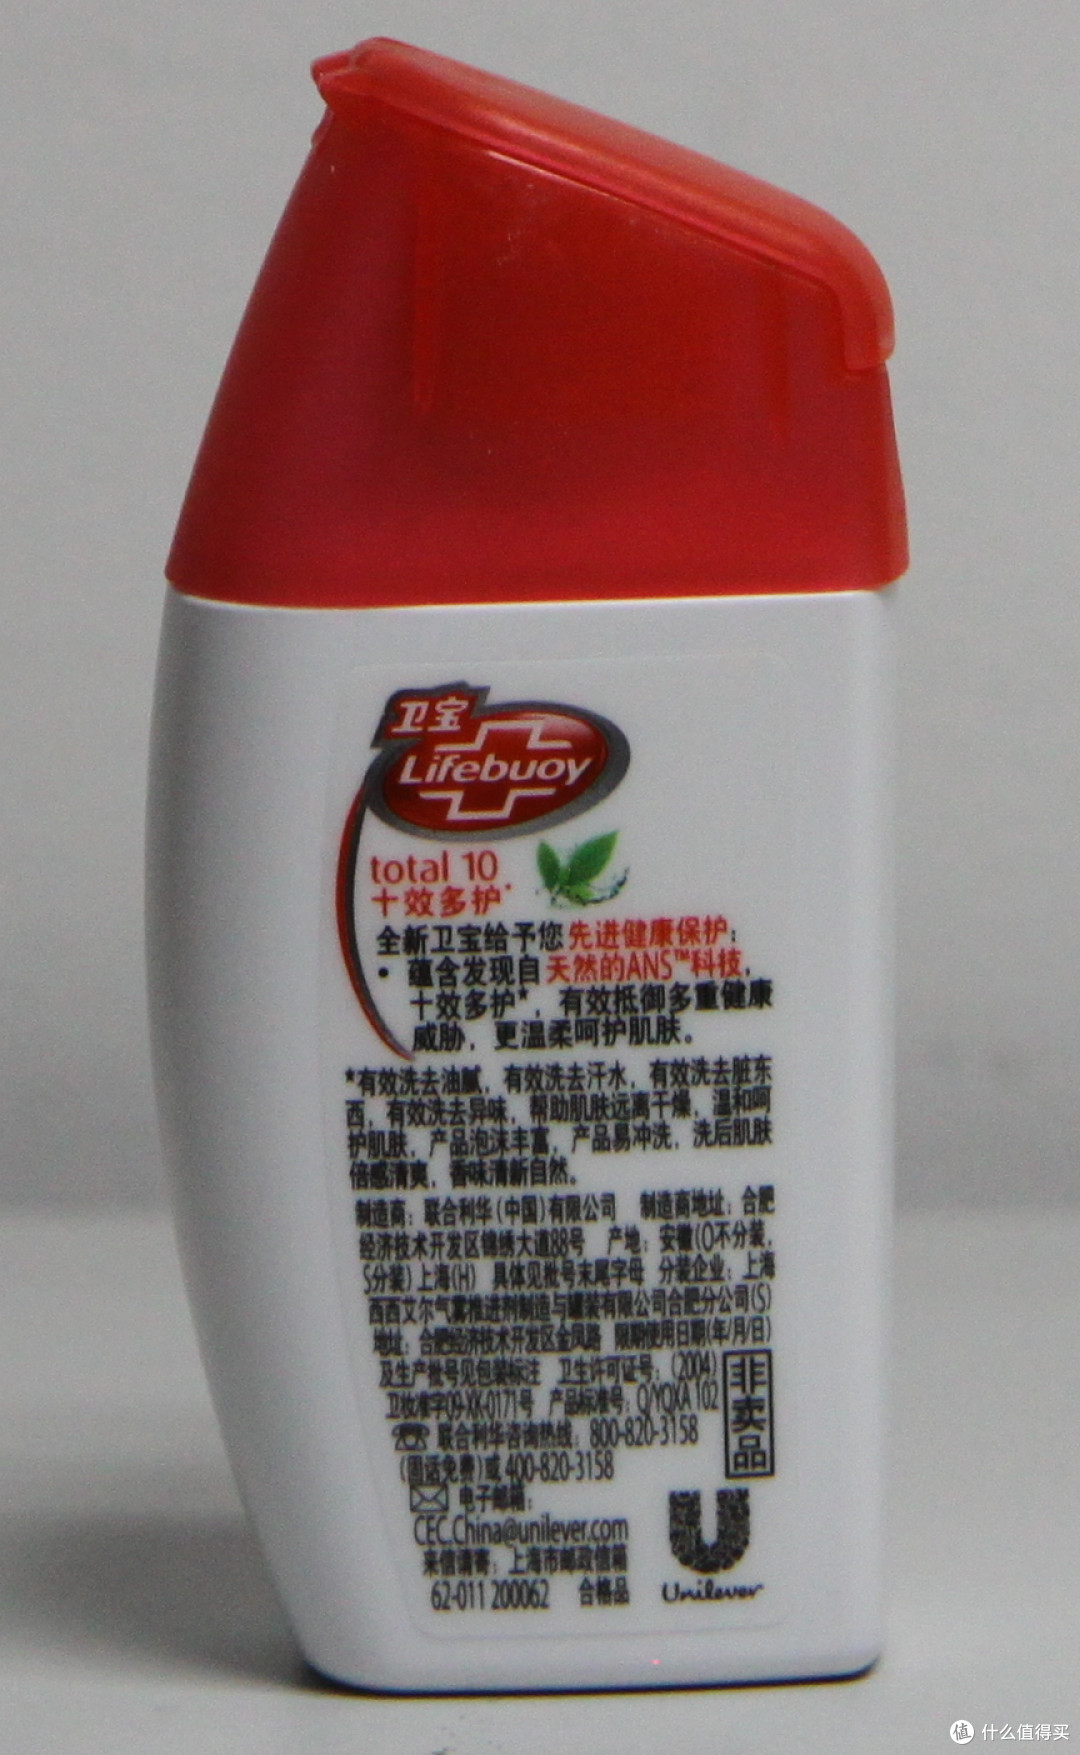 卫宝
Lifebuoy
total 10
十效多护*
全新卫宝给予您先进健康保护：
• 蕴含发现自天然的ANS™科技，
十效多护*，有效抵御多重健康
威胁，更温柔呵护肌肤。
*有效洗去油腻，有效洗去汗水，有效洗去脏东
西，有效洗去异味，帮助肌肤远离干燥，温和呵
护肌肤，产品泡沫丰富，产品易冲洗，洗后肌肤
倍感清爽，香味清新自然。
制造商：联合利华(中国)有限公司 制造商地址：合肥
经济技术开发区锦绣大道88号 产地：安徽(O不分装，
S分装)上海(H) 具体见批号末尾字母 分装企业：上海
西西艾尔气雾推进剂制造与罐装有限公司合肥分公司(S)
地址：合肥经济技术开发区金凤路 限期使用日期(年/月/日)
及生产批号见包装标注 卫生许可证号：(2004)
卫妆准字09-XK-0171号 产品标准号：Q/YQXA 102
联合利华咨询热线：800-820-3158
(固话免费)或400-820-3158
电子邮箱：
CEC.China@unilever.com
来信请寄：上海市邮政信箱
62-011 200062 合格品
非卖品
Unilever
值 什么值得买